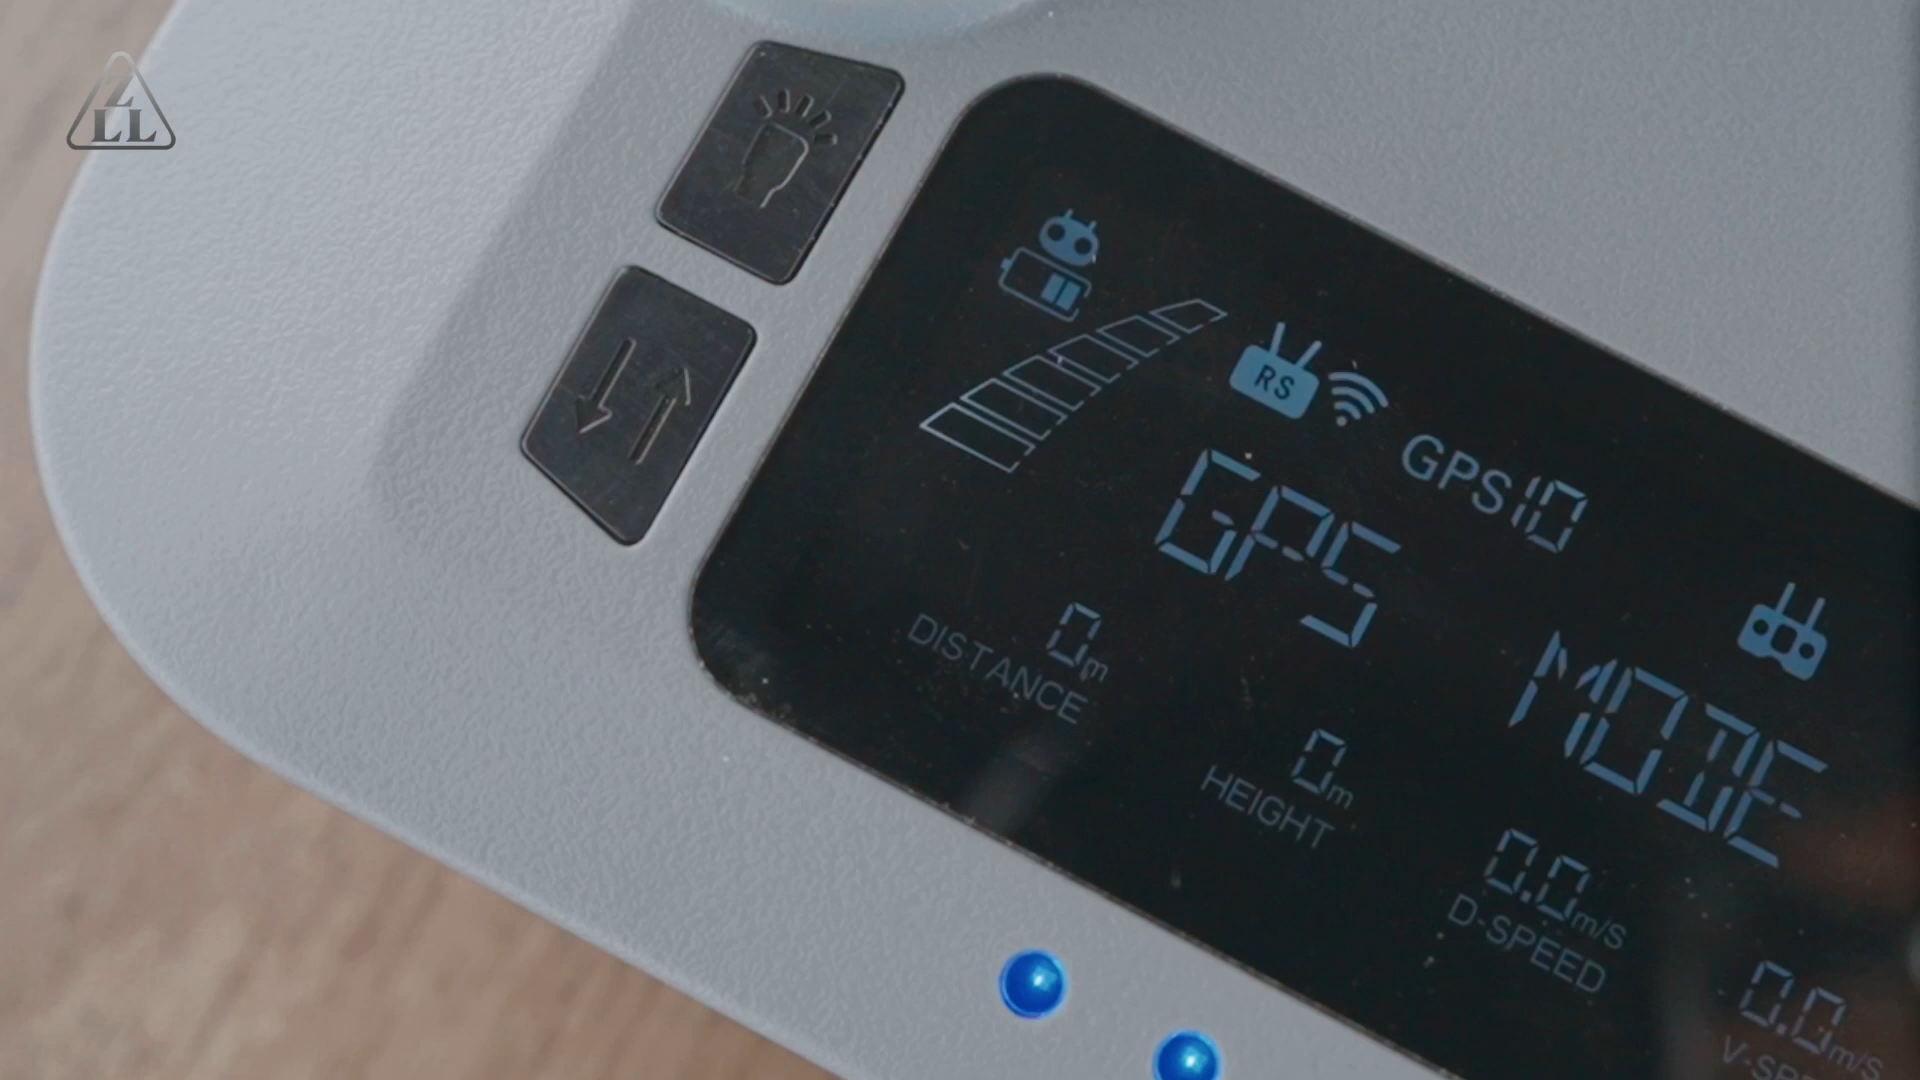 Z
LL
RS
GPS10
GPS MODE
0m
DISTANCE
0m
HEIGHT
0.0m/S
D-SPEED
0.0m/S